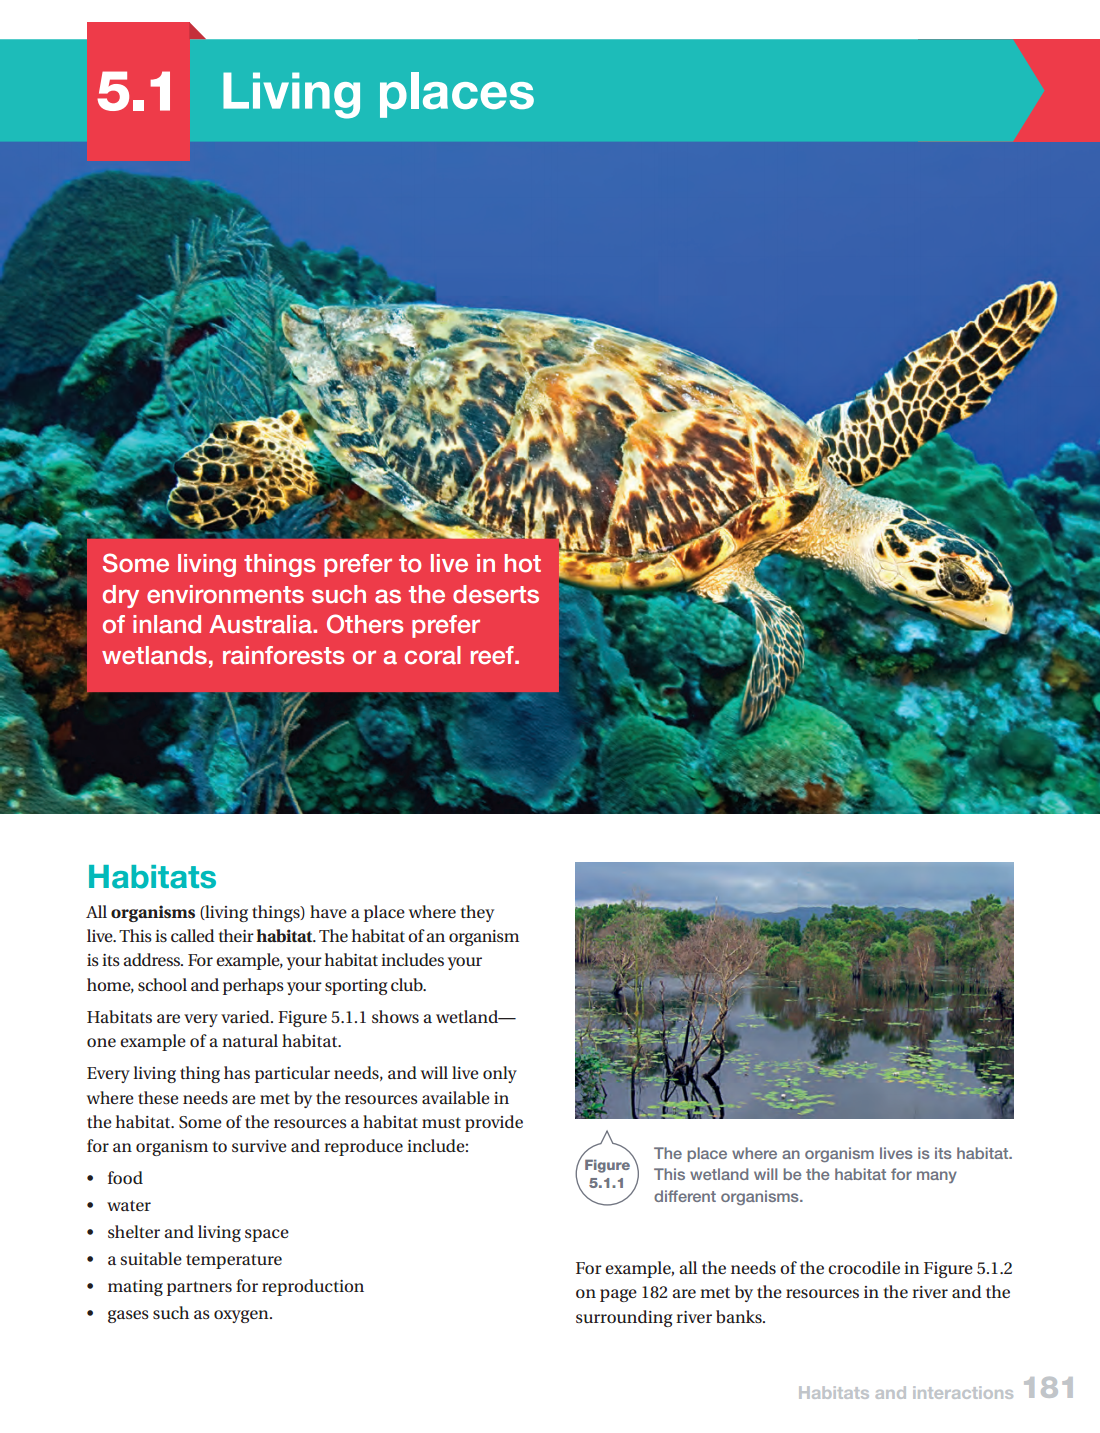 5.1 Living places
Some living things prefer to live in hot
dry environments such as the deserts
of inland Australia. Others prefer
wetlands, rainforests or a coral reef.
Habitats
All organisms (living things) have a place where they
live. This is called their habitat. The habitat of an organism
is its address. For example, your habitat includes your
home, school and perhaps your sporting club.
Habitats are very varied. Figure 5.1.1 shows a wetland—
one example of a natural habitat.
Every living thing has particular needs, and will live only
where these needs are met by the resources available in
the habitat. Some of the resources a habitat must provide
for an organism to survive and reproduce include:
• food
• water
• shelter and living space
• a suitable temperature
• mating partners for reproduction
• gases such as oxygen.
Figure
5.1.1
The place where an organism lives is its habitat.
This wetland will be the habitat for many
different organisms.
For example, all the needs of the crocodile in Figure 5.1.2
on page 182 are met by the resources in the river and the
surrounding river banks.
Habitats and interactions 181